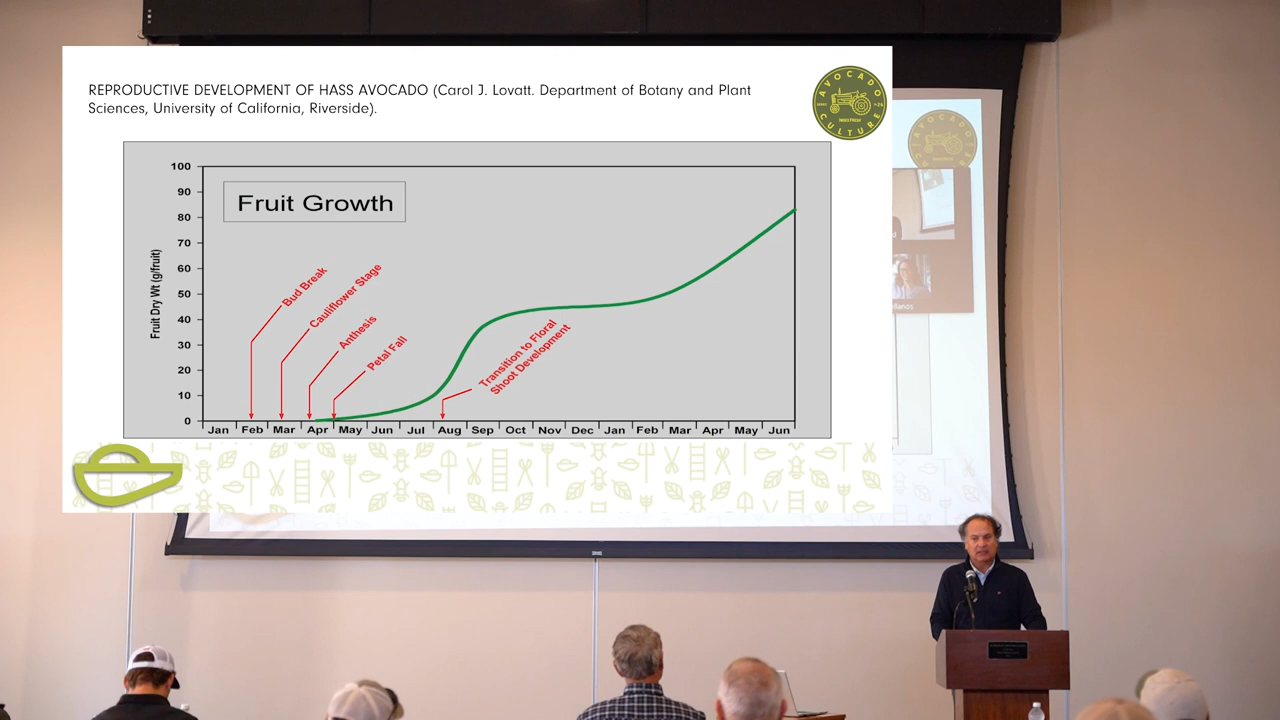 REPRODUCTIVE DEVELOPMENT OF HASS AVOCADO (Carol J. Lovatt. Department of Botany and Plant
Sciences, University of California, Riverside).
AVOCADO
CULTURE
Fruit Growth
Fruit Dry Wt (g/fruit)
100
90
80
70
60
50
40
30
20
10
0
Bud Break
Cauliflower Stage
Anthesis
Petal Fall
Transition to Floral
Shoot Development
Jan Feb Mar Apr May Jun Jul Aug Sep Oct Nov Dec Jan Feb Mar Apr May Jun